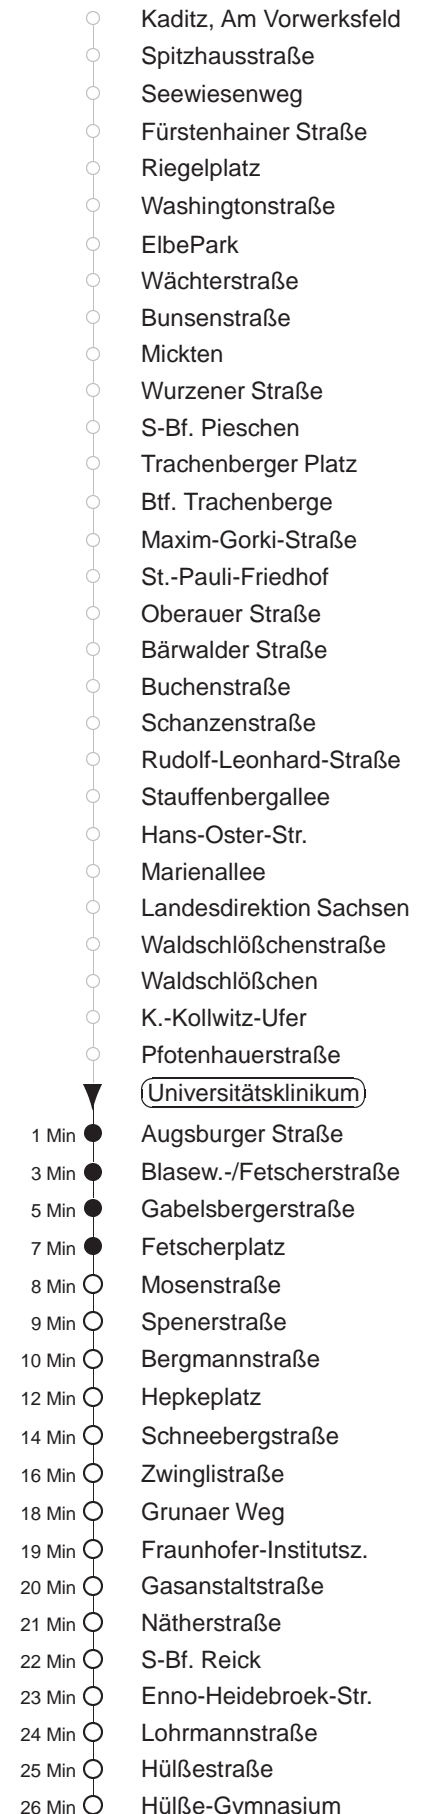 Kaditz, Am Vorwerksfeld
Spitzhausstraße
Seewiesenweg
Fürstenhainer Straße
Riegelplatz
Washingtonstraße
ElbePark
Wächterstraße
Bunsenstraße
Mickten
Wurzener Straße
S-Bf. Pieschen
Trachenberger Platz
Btf. Trachenberge
Maxim-Gorki-Straße
St.-Pauli-Friedhof
Oberauer Straße
Bärwalder Straße
Buchenstraße
Schanzenstraße
Rudolf-Leonhard-Straße
Stauffenbergallee
Hans-Oster-Str.
Marienallee
Landesdirektion Sachsen
Waldschlößchenstraße
Waldschlößchen
K.-Kollwitz-Ufer
Pfotenhauerstraße
Universitätsklinikum
1 Min Augsburger Straße
3 Min Blasew.-/Fetscherstraße
5 Min Gabelsbergerstraße
7 Min Fetscherplatz
8 Min Mosenstraße
9 Min Spenerstraße
10 Min Bergmannstraße
12 Min Hepkeplatz
14 Min Schneebergstraße
16 Min Zwinglistraße
18 Min Grunaer Weg
19 Min Fraunhofer-Institutsz.
20 Min Gasanstaltstraße
21 Min Nätherstraße
22 Min S-Bf. Reick
23 Min Enno-Heidebroek-Str.
24 Min Lohrmannstraße
25 Min Hülßestraße
26 Min Hülße-Gymnasium